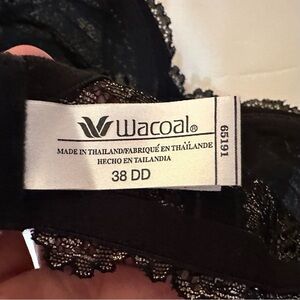 Wacoal®
MADE IN THAILAND/FABRIQUÉ EN THAÏLANDE
HECHO EN TAILANDIA
38 DD
65191